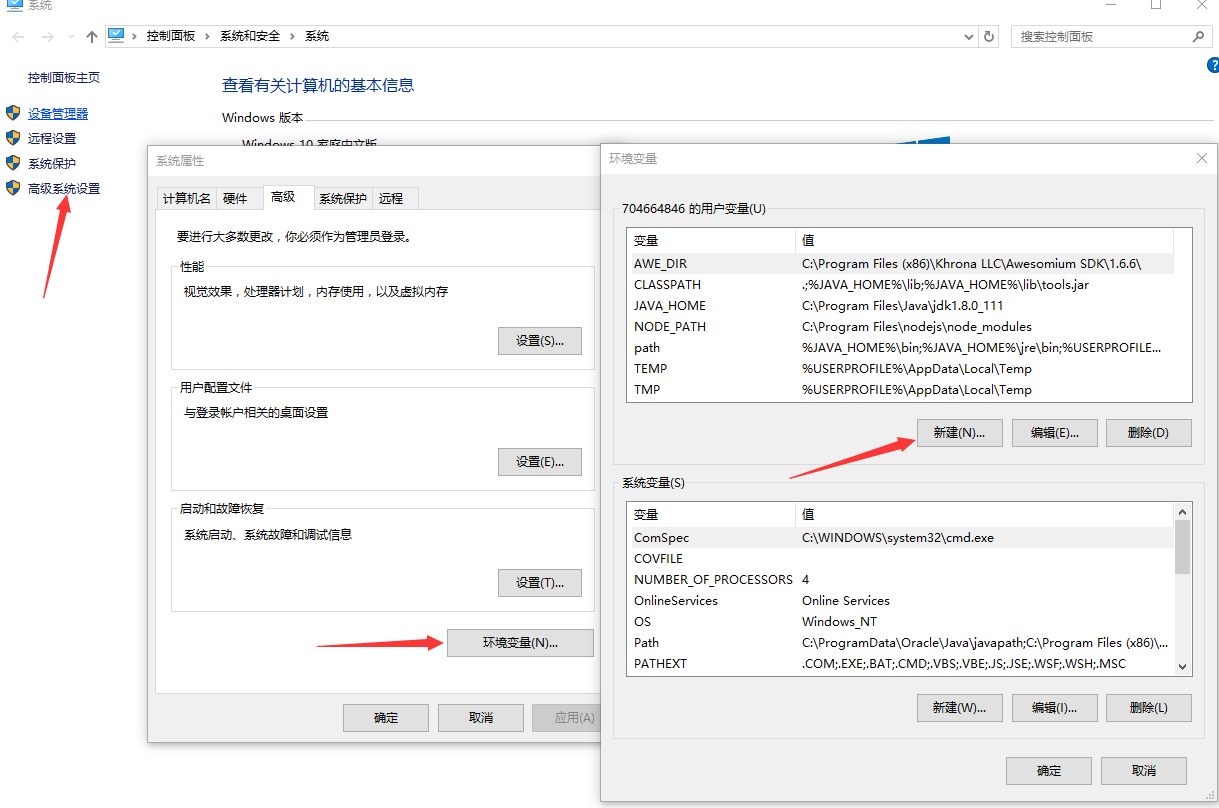 系统
控制面板 > 系统和安全 > 系统
搜索控制面板
控制面板主页
设备管理器
远程设置
系统保护
高级系统设置
查看有关计算机的基本信息
Windows 版本
Windows 10 家庭中文版
系统属性
计算机名 硬件 高级 系统保护 远程
要进行大多数更改，你必须作为管理员登录。
性能
视觉效果，处理器计划，内存使用，以及虚拟内存
设置(S)...
用户配置文件
与登录帐户相关的桌面设置
设置(E)...
启动和故障恢复
系统启动、系统故障和调试信息
设置(T)...
环境变量(N)...
确定 取消 应用(A)
环境变量
704664846 的用户变量(U)
变量 值
AWE_DIR C:\Program Files (x86)\Khrona LLC\Awesomium SDK\1.6.6\
CLASSPATH .;%JAVA_HOME%\lib;%JAVA_HOME%\lib\tools.jar
JAVA_HOME C:\Program Files\Java\jdk1.8.0_111
NODE_PATH C:\Program Files\nodejs\node_modules
path %JAVA_HOME%\bin;%JAVA_HOME%\jre\bin;%USERPROFILE...
TEMP %USERPROFILE%\AppData\Local\Temp
TMP %USERPROFILE%\AppData\Local\Temp
新建(N)... 编辑(E)... 删除(D)
系统变量(S)
变量 值
ComSpec C:\WINDOWS\system32\cmd.exe
COVFILE
NUMBER_OF_PROCESSORS 4
OnlineServices Online Services
OS Windows_NT
Path C:\ProgramData\Oracle\Java\javapath;C:\Program Files (x86)\...
PATHEXT .COM;.EXE;.BAT;.CMD;.VBS;.VBE;.JS;.JSE;.WSF;.WSH;.MSC
新建(W)... 编辑(I)... 删除(L)
确定 取消